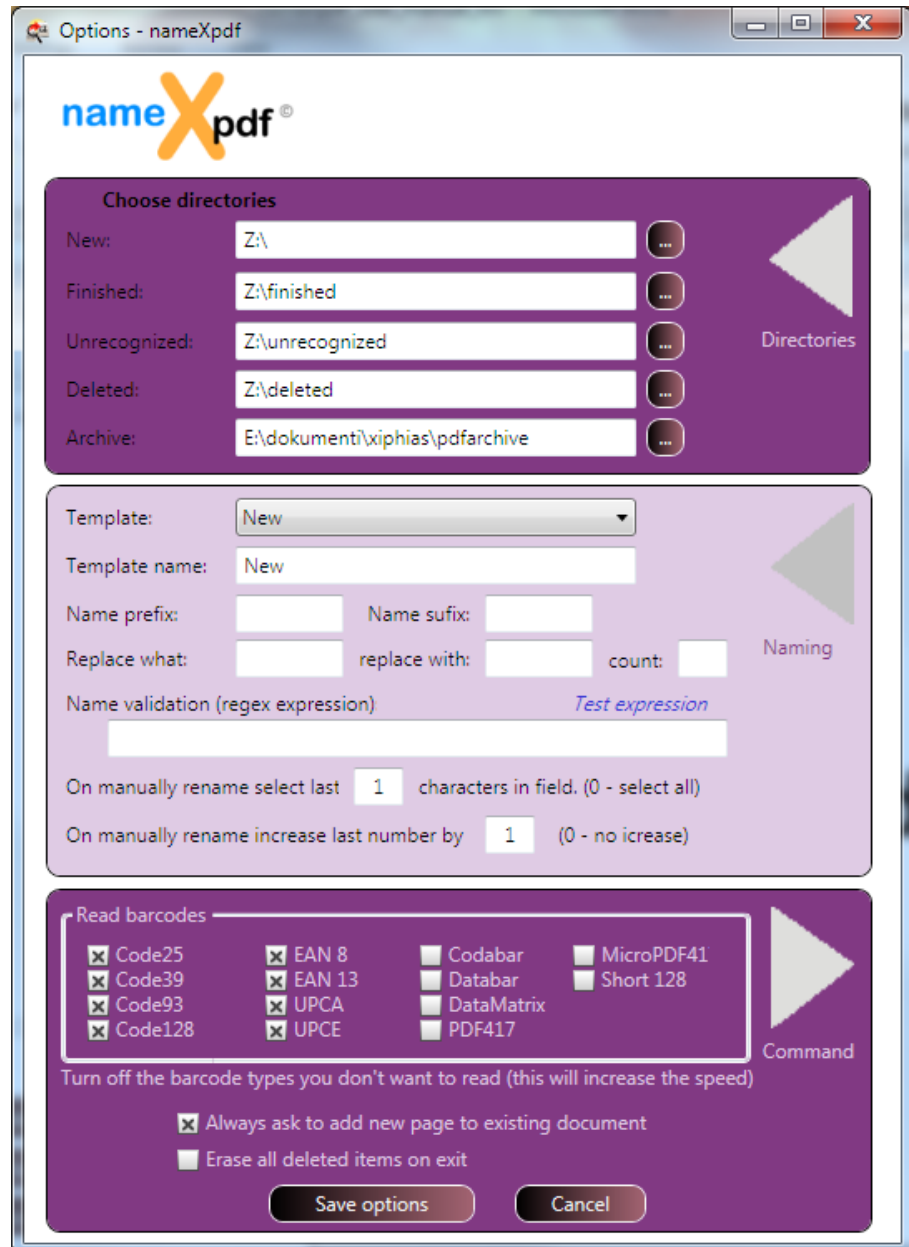 Options - nameXpdf
nameXpdf ©
Choose directories
New: Z:\ ...
Finished: Z:\finished ...
Unrecognized: Z:\unrecognized ...
Directories
Deleted: Z:\deleted ...
Archive: E:\dokumenti\xiphias\pdfarchive ...
Template: New
Template name: New
Name prefix: Name sufix:
Replace what: replace with: count:
Naming
Name validation (regex expression) Test expression
On manually rename select last 1 characters in field. (0 - select all)
On manually rename increase last number by 1 (0 - no icrease)
Read barcodes
Code25 EAN 8 Codabar MicroPDF41
Code39 EAN 13 Databar Short 128
Code93 UPCA DataMatrix
Code128 UPCE PDF417
Command
Turn off the barcode types you don't want to read (this will increase the speed)
Always ask to add new page to existing document
Erase all deleted items on exit
Save options Cancel